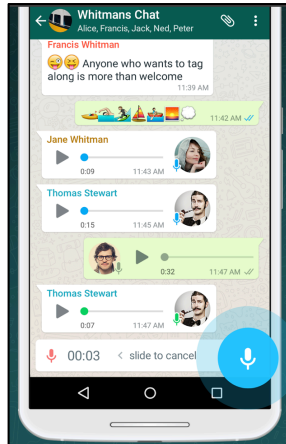 Whitmans Chat
Alice, Francis, Jack, Ned, Peter
Francis Whitman
Anyone who wants to tag
along is more than welcome
11:39 AM
11:42 AM
Jane Whitman
0:09 11:43 AM
Thomas Stewart
0:15 11:45 AM
0:32 11:47 AM
Thomas Stewart
0:07 11:47 AM
00:03 < slide to cancel